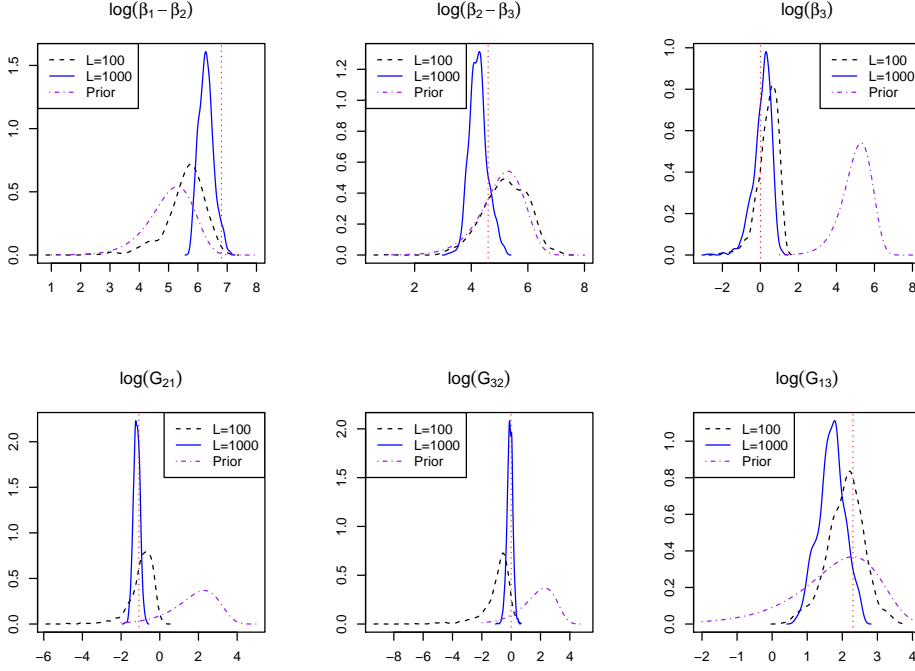 log(β₁ − β₂)
L=100
L=1000
Prior
0.0 0.5 1.0 1.5
1 2 3 4 5 6 7 8
log(β₂ − β₃)
L=100
L=1000
Prior
0.0 0.2 0.4 0.6 0.8 1.0 1.2
2 4 6 8
log(β₃)
L=100
L=1000
Prior
0.0 0.2 0.4 0.6 0.8 1.0
−2 0 2 4 6 8
log(G₂₁)
L=100
L=1000
Prior
0.0 0.5 1.0 1.5 2.0
−6 −4 −2 0 2 4
log(G₃₂)
L=100
L=1000
Prior
0.0 0.5 1.0 1.5 2.0
−8 −6 −4 −2 0 2 4
log(G₁₃)
L=100
L=1000
Prior
0.0 0.2 0.4 0.6 0.8 1.0
−2 −1 0 1 2 3 4